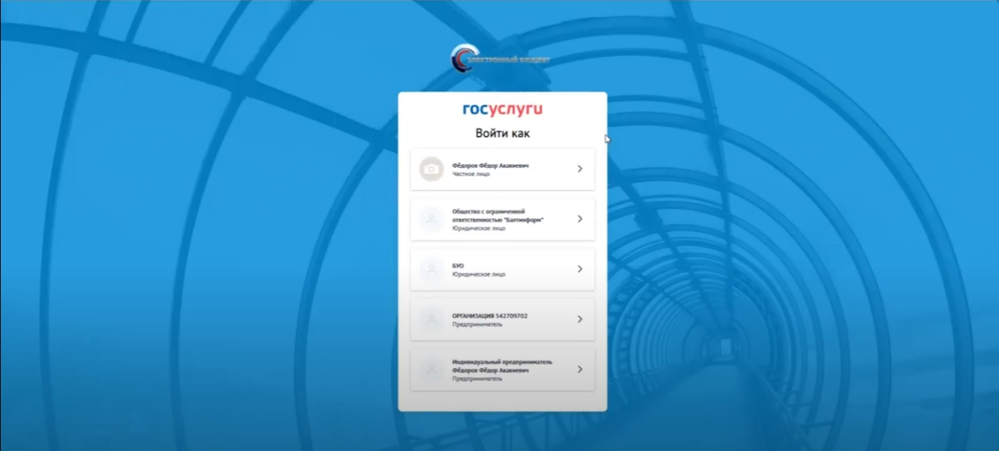 ЭЛЕКТРОННЫЙ БЮДЖЕТ
госуслуги
Войти как
Фёдоров Фёдор Акакиевич
Частное лицо
Общество с ограниченной
ответственностью "Балтинформ"
Юридическое лицо
БУО
Юридическое лицо
ОРГАНИЗАЦИЯ 542709702
Предприниматель
Индивидуальный предприниматель
Фёдоров Фёдор Акакиевич
Предприниматель